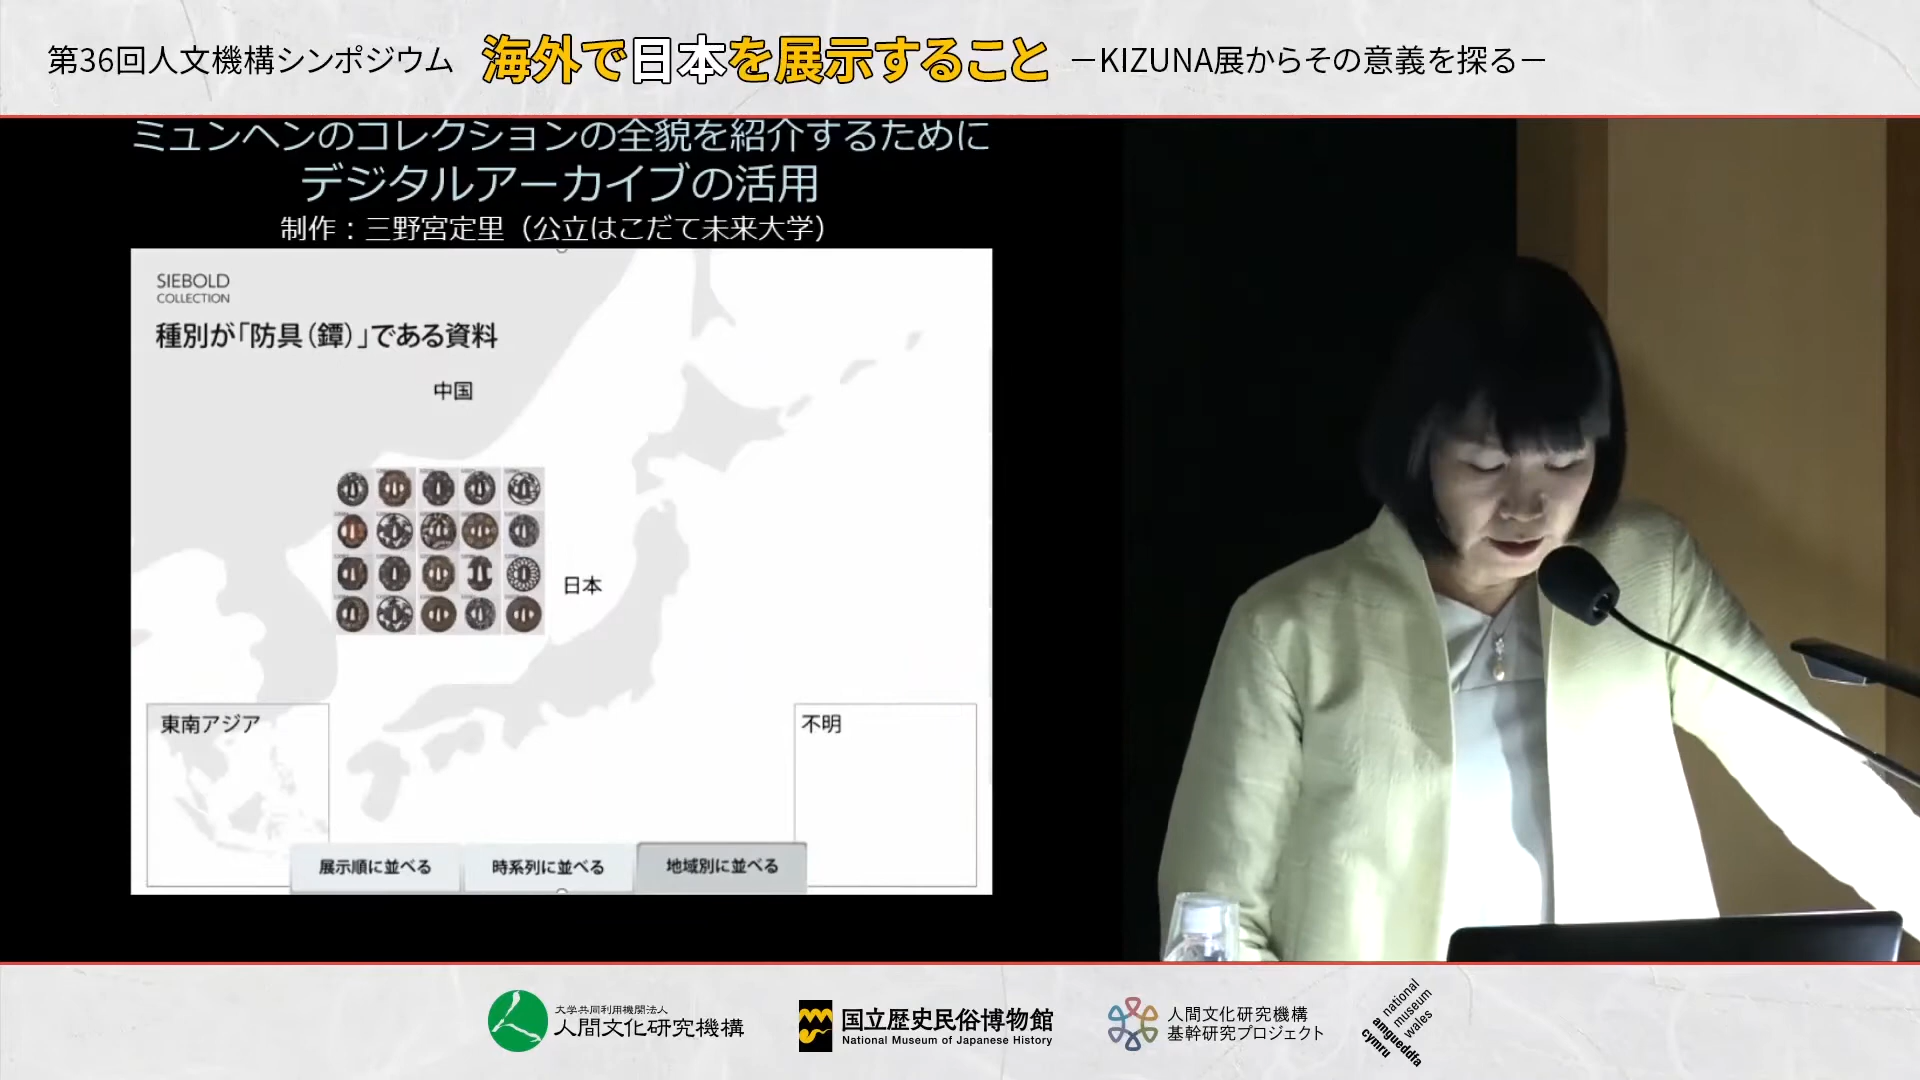 第36回人文機構シンポジウム 海外で日本を展示すること －KIZUNA展からその意義を探る－
ミュンヘンのコレクションの全貌を紹介するために
デジタルアーカイブの活用
制作：三野宮定里（公立はこだて未来大学）
SIEBOLD
COLLECTION
種別が「防具（鐔）」である資料
中国
日本
東南アジア
不明
展示順に並べる
時系列に並べる
地域別に並べる
大学共同利用機関法人
人間文化研究機構
国立歴史民俗博物館
National Museum of Japanese History
人間文化研究機構
基幹研究プロジェクト
national
museum
wales
amgueddfa
cymru